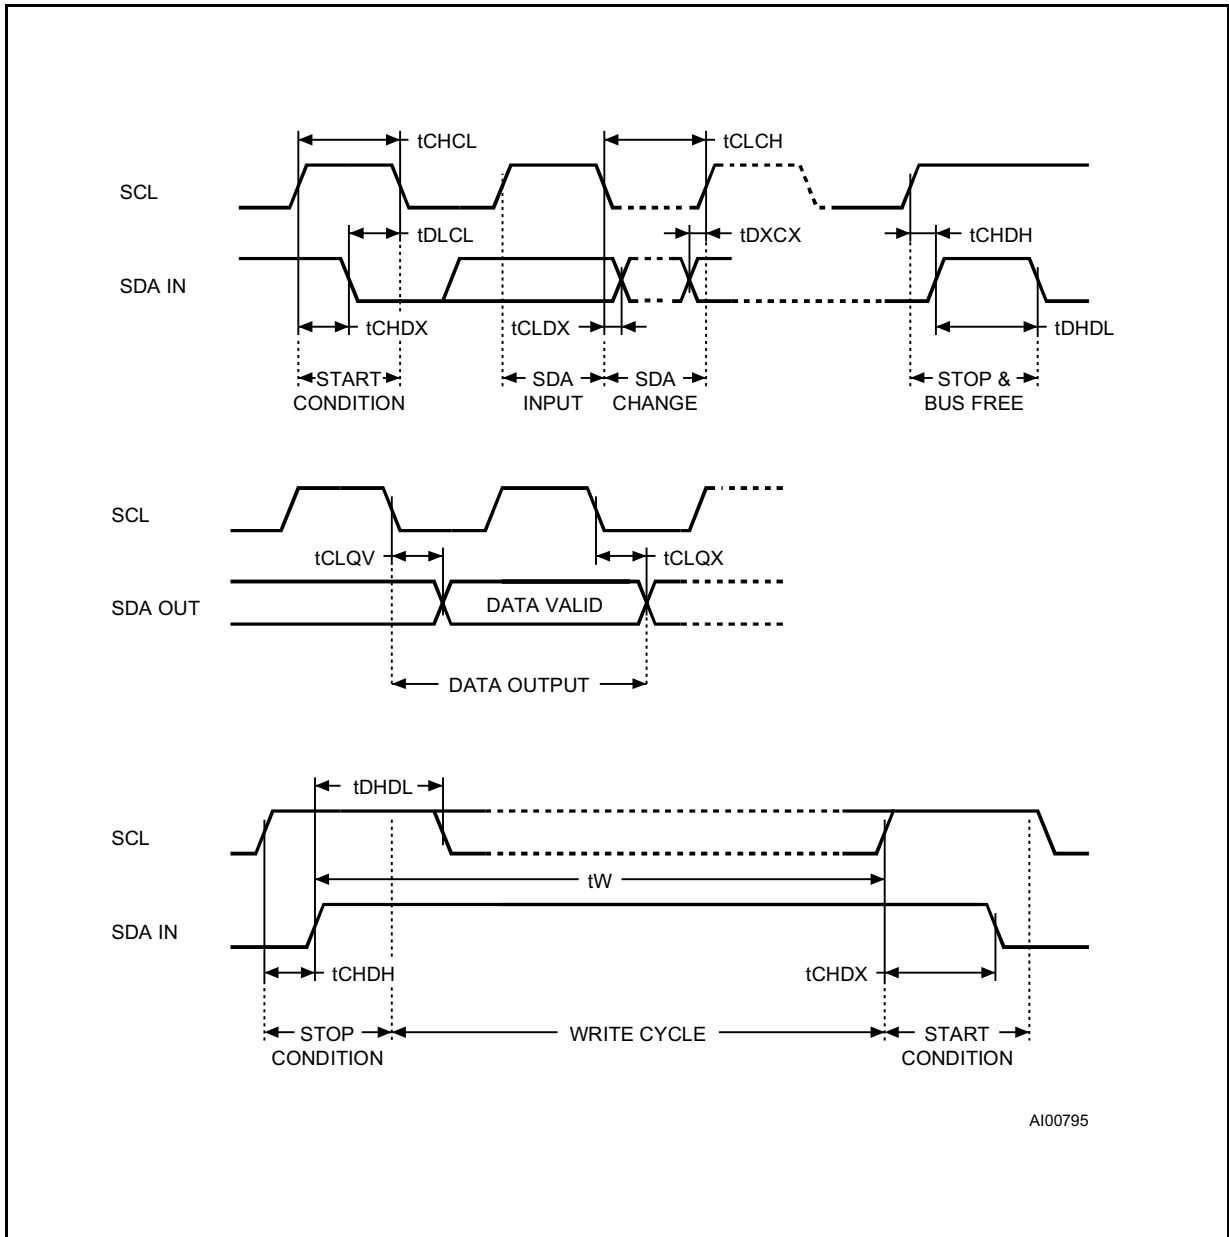 tCHCL
tCLCH
SCL
tDLCL
tDXCX
tCHDH
SDA IN
tCHDX
tCLDX
tDHDL
START
CONDITION
SDA
INPUT
SDA
CHANGE
STOP &
BUS FREE
SCL
tCLQV
tCLQX
SDA OUT
DATA VALID
DATA OUTPUT
tDHDL
SCL
tW
SDA IN
tCHDH
tCHDX
STOP
CONDITION
WRITE CYCLE
START
CONDITION
AI00795